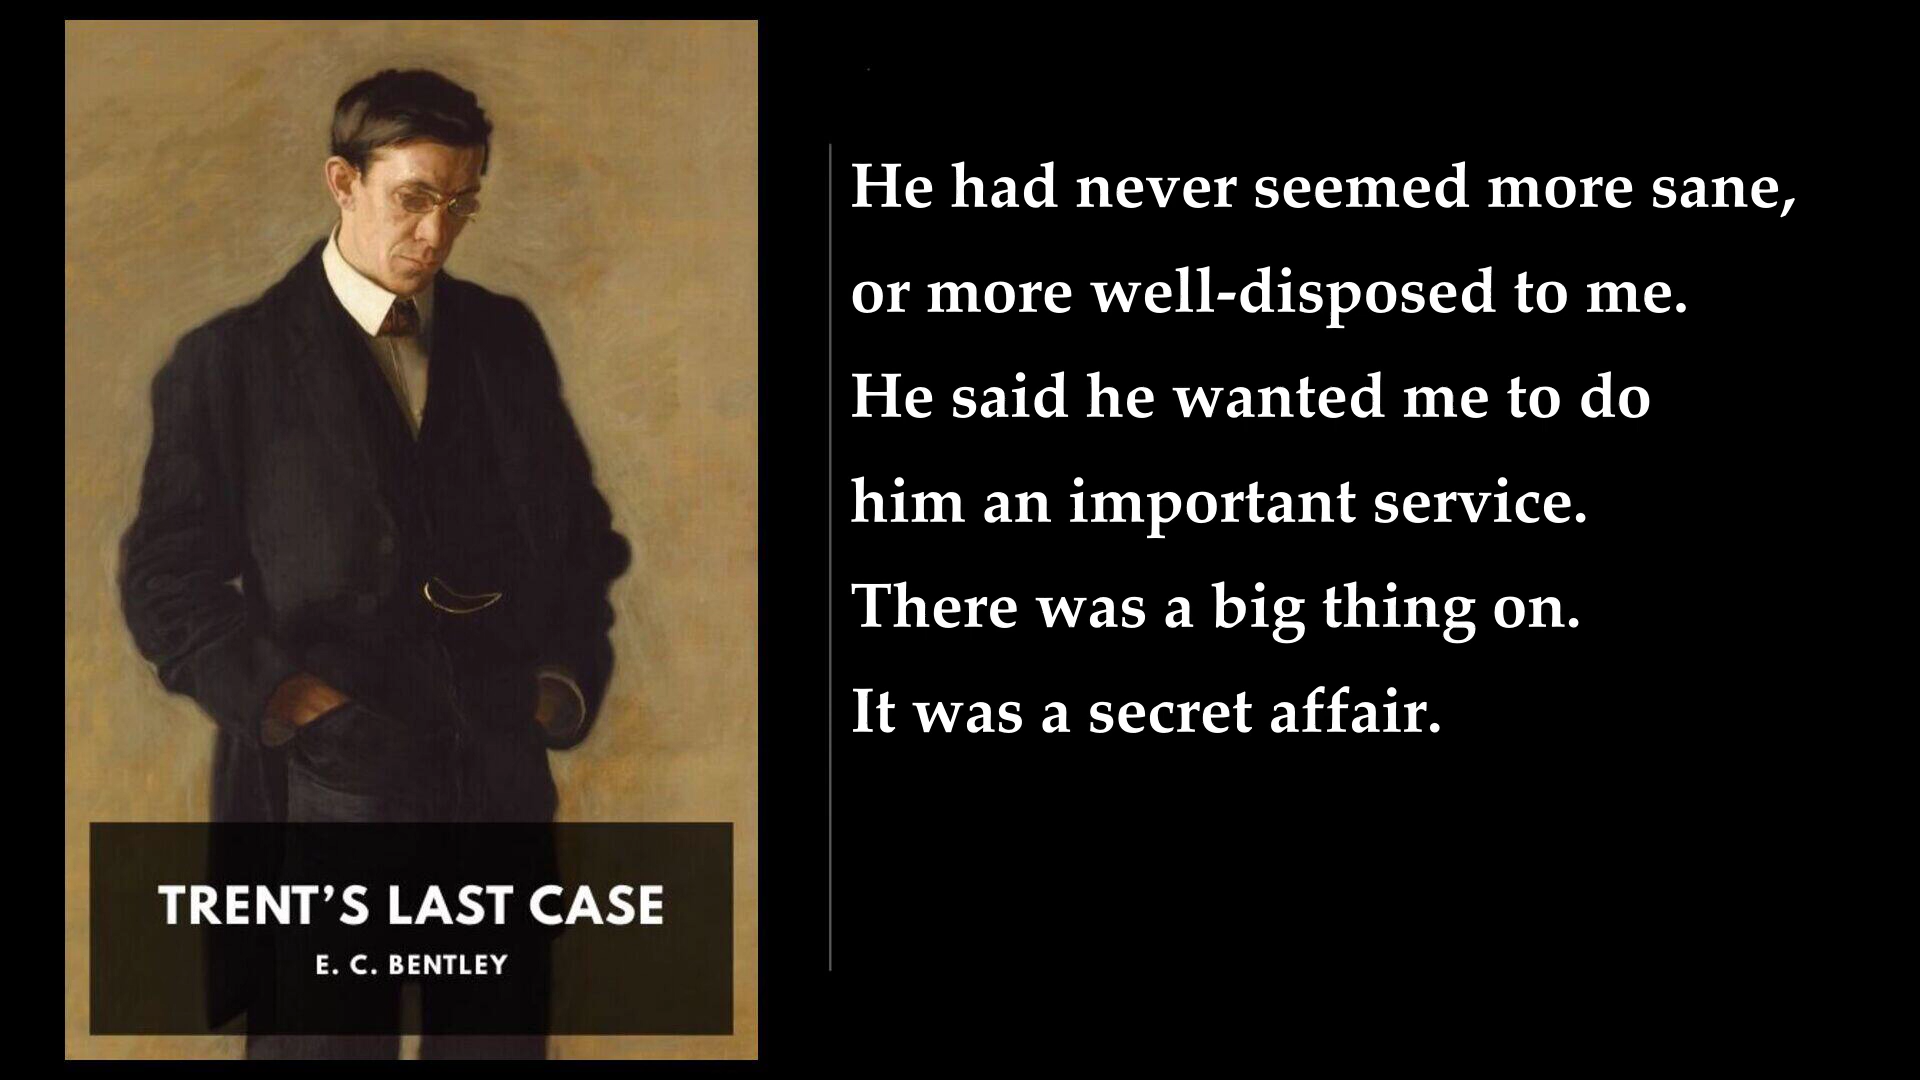 He had never seemed more sane,
or more well-disposed to me.
He said he wanted me to do
him an important service.
There was a big thing on.
It was a secret affair.
TRENT’S LAST CASE
E. C. BENTLEY